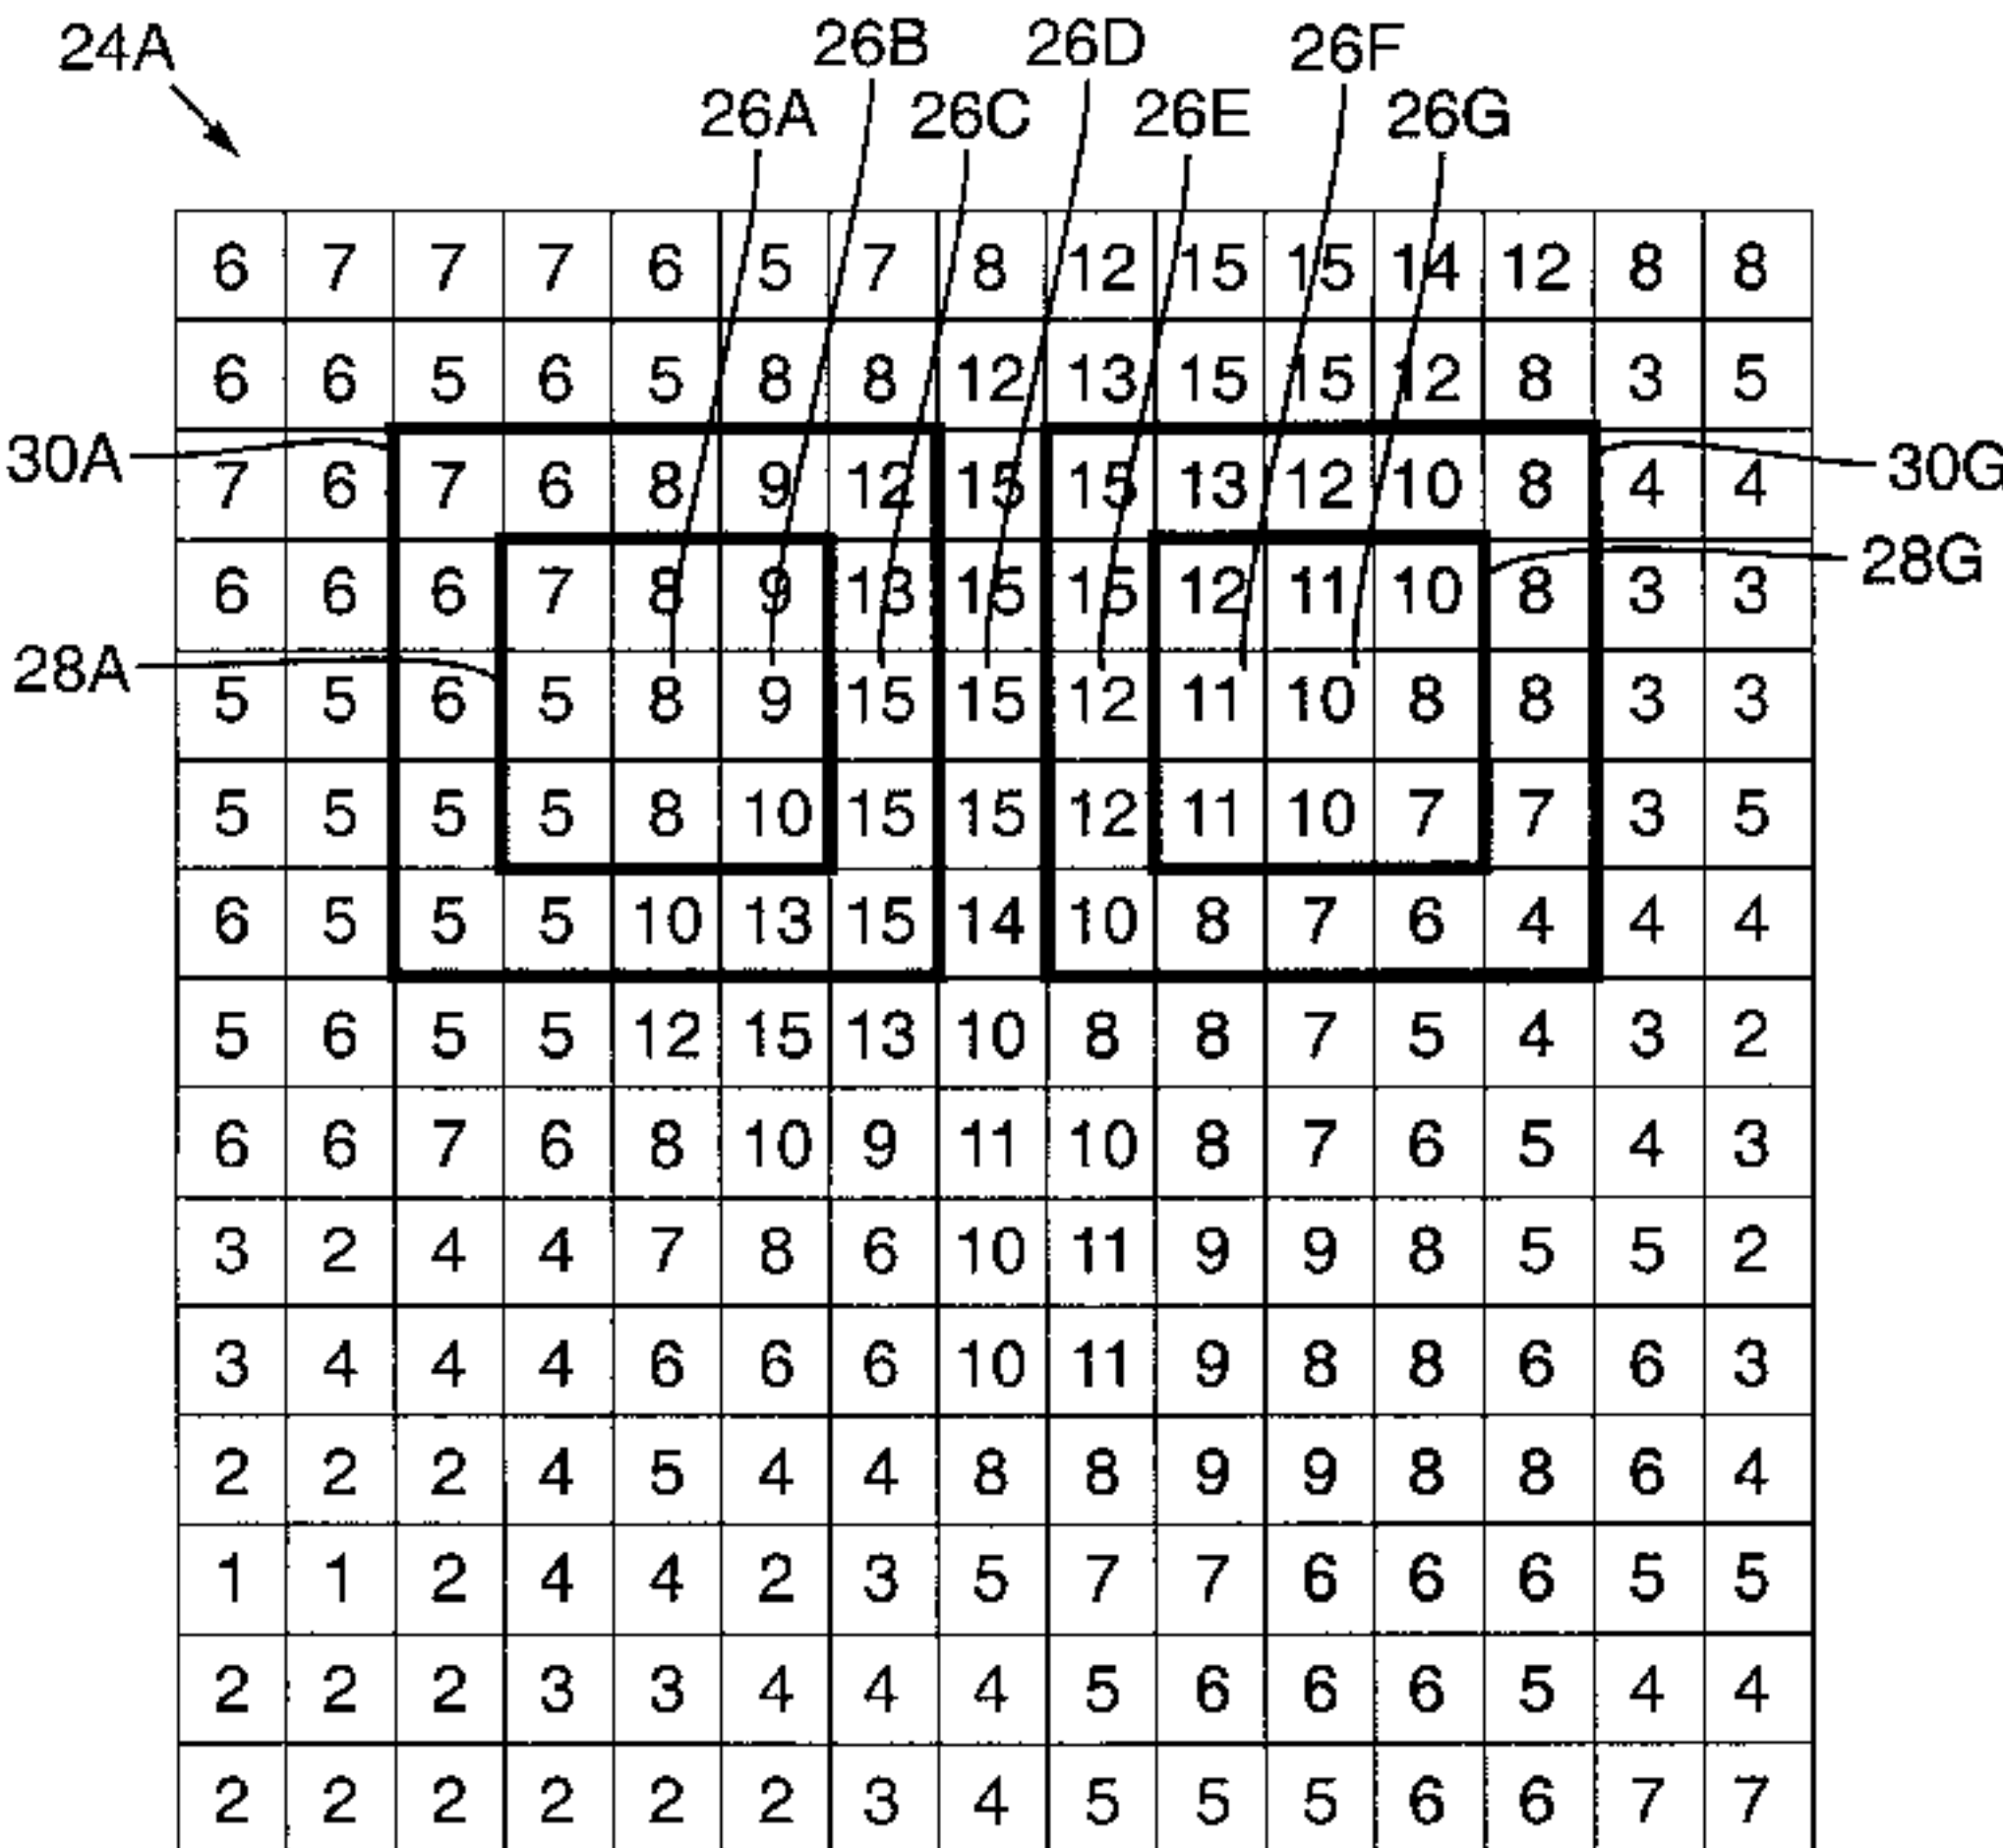 24A
26B 26D 26F
26A 26C 26E 26G
6 7 7 7 6 5 7 8 12 15 15 14 12 8 8
6 6 5 6 5 8 8 12 13 15 15 12 8 3 5
30A 7 6 7 6 8 9 12 15 15 13 12 10 8 4 4 30G
6 6 6 7 8 9 13 15 15 12 11 10 8 3 3 28G
28A 5 5 6 5 8 9 15 15 12 11 10 8 8 3 3
5 5 5 5 8 10 15 15 12 11 10 7 7 3 5
6 5 5 5 10 13 15 14 10 8 7 6 4 4 4
5 6 5 5 12 15 13 10 8 8 7 5 4 3 2
6 6 7 6 8 10 9 11 10 8 7 6 5 4 3
3 2 4 4 7 8 6 10 11 9 9 8 5 5 2
3 4 4 4 6 6 6 10 11 9 8 8 6 6 3
2 2 2 4 5 4 4 8 8 9 9 8 8 6 4
1 1 2 4 4 2 3 5 7 7 6 6 6 5 5
2 2 2 3 3 4 4 4 5 6 6 6 5 4 4
2 2 2 2 2 2 3 4 5 5 5 6 6 7 7